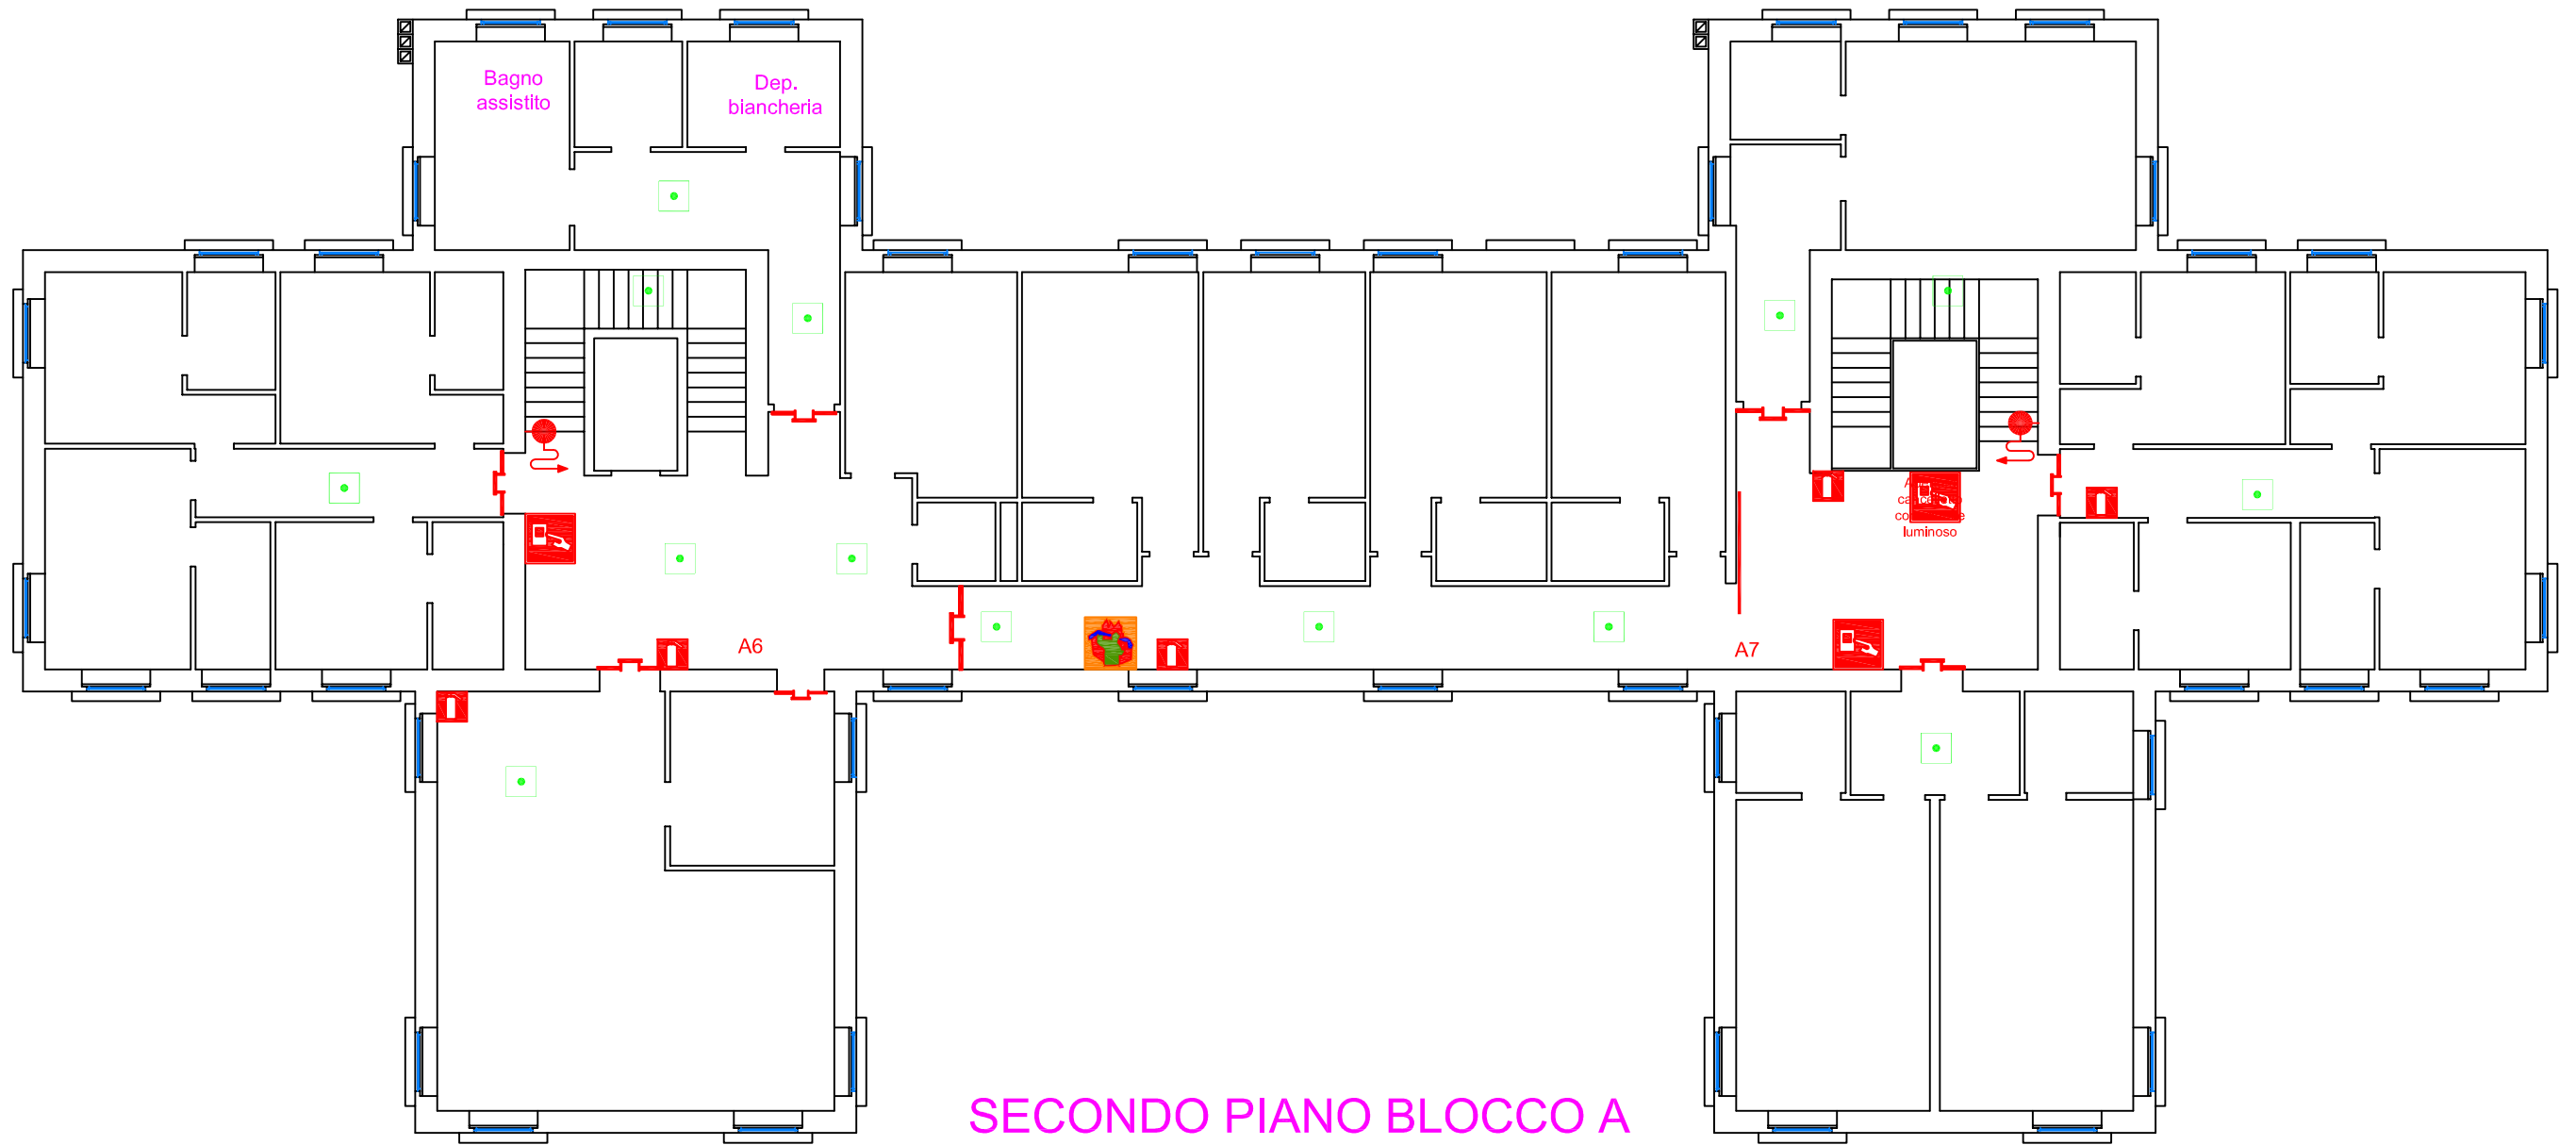 Bagno
assistito
Dep.
biancheria
luminoso
A6
A7
SECONDO PIANO BLOCCO A